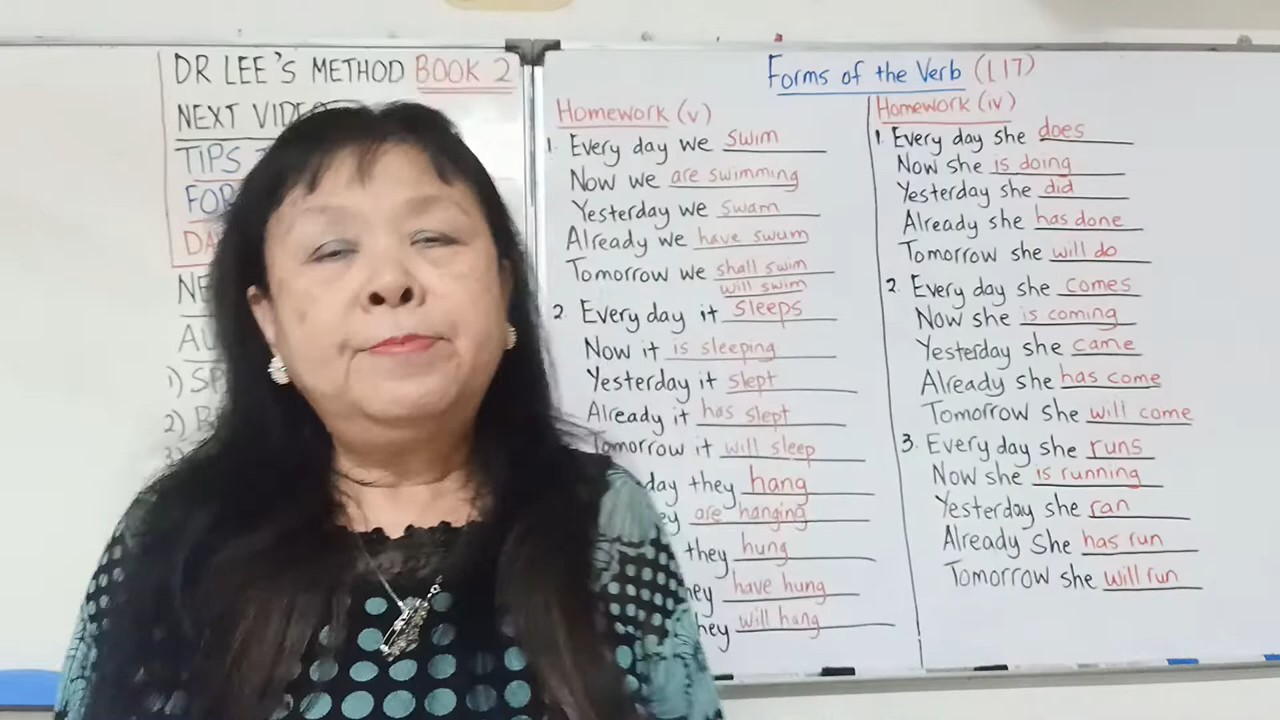 DR LEE'S METHOD BOOK 2
NEXT
TIPS
1)
2)
Forms of the Verb (L17)
Homework (v)
1. Every day we swim
Now we are swimming
Yesterday we swam
Already we have swum
Tomorrow we shall swim
will swim
2. Every day it sleeps
Now it is sleeping
Yesterday it slept
Already it has slept
Tomorrow it will sleep
day they hang
are hanging
they hung
have hung
will hang
Homework (iv)
1. Every day she does
Now she is doing
Yesterday she did
Already she has done
Tomorrow she will do
2. Every day she comes
Now she is coming
Yesterday she came
Already she has come
Tomorrow she will come
3. Every day she runs
Now she is running
Yesterday she ran
Already She has run
Tomorrow she will run